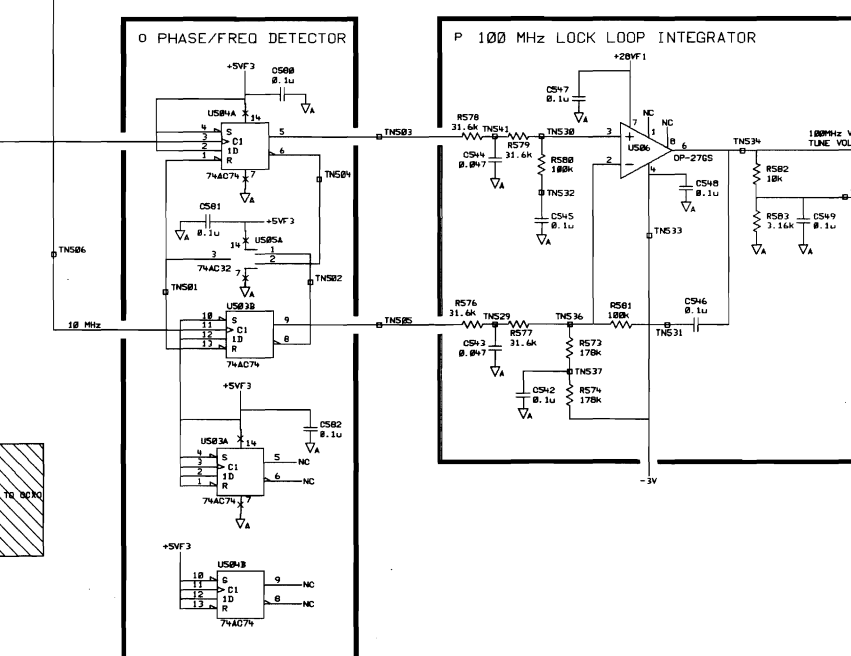 O PHASE/FREQ DETECTOR
+5VF3
C580
0.1u
A
U504A
14
4 S
3 C1
2 1D
1 R
5
6
74AC74
7
A
TN503
TN504
C581
0.1u
A
+5VF3
14
U505A
3
1
2
74AC32
7
A
TN506
TN501
TN502
U503B
10 MHz
10 S
11 C1
12 1D
13 R
9
8
74AC74
TN505
+5VF3
C582
0.1u
A
U503A
14
4 S
3 C1
2 1D
1 R
5 NC
6 NC
74AC74
7
A
TO OCXO
+5VF3
U504B
10 S
11 C1
12 1D
13 R
9 NC
8 NC
74AC74
P 100 MHz LOCK LOOP INTEGRATOR
+28VF1
C547
0.1u
A
R578
31.6k
TN541
R579
31.6k
C544
0.047
A
TN530
R580
100k
TN532
C545
0.1u
A
7
NC
1
NC
8
3 +
2 -
U506
6
OP-27GS
4
C548
0.1u
A
TN533
TN534
100MHz V
TUNE VOL
R582
10k
R583
3.16k
C549
0.1u
A
A
R576
31.6k
TN529
R577
31.6k
C543
0.047
A
TN536
R581
100k
TN531
C546
0.1u
R573
178k
TN537
C542
0.1u
A
R574
178k
-3V